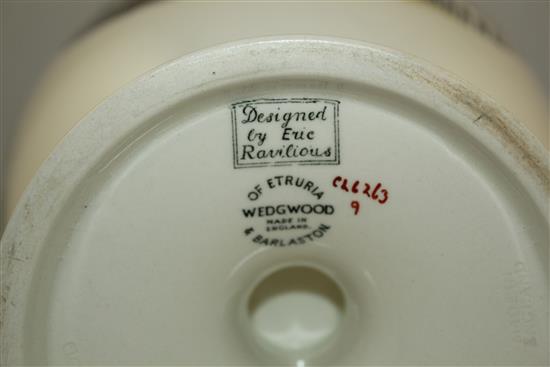 Designed
by Eric
Ravilious
OF ETRURIA
WEDGWOOD
MADE IN
ENGLAND.
& BARLASTON
CL6263
9